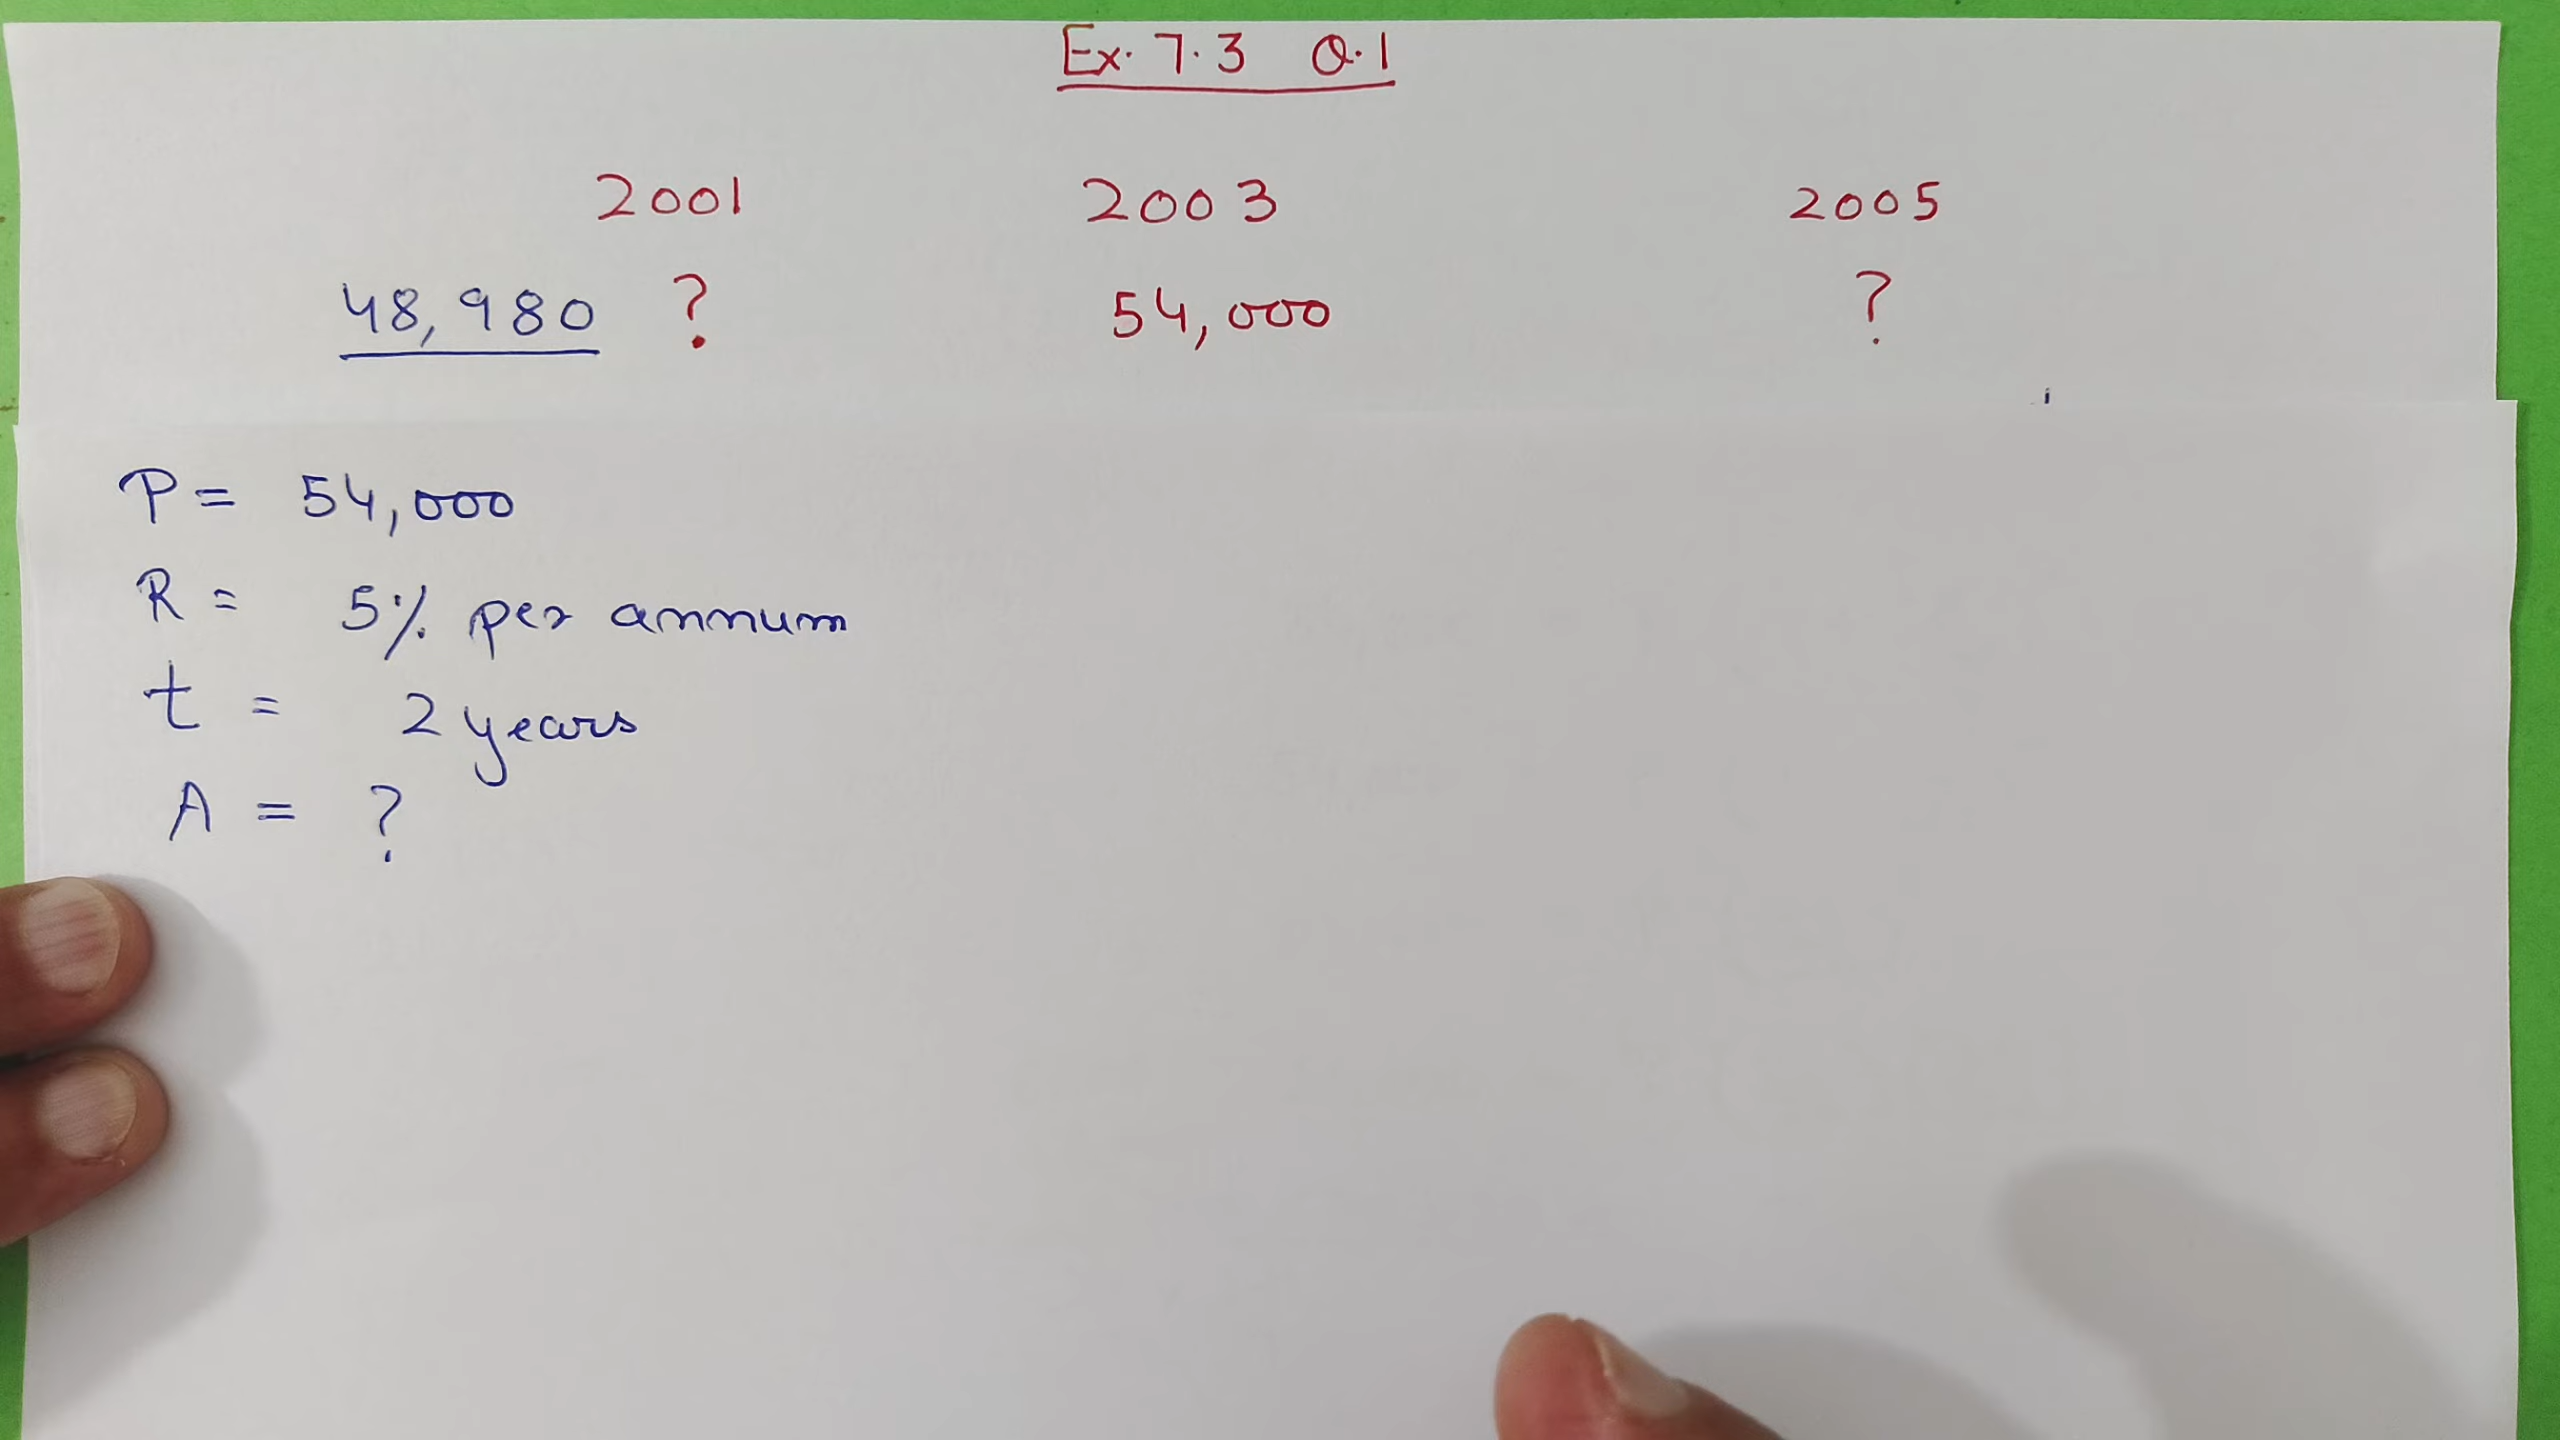 Ex. 7.3 Q.1
2001 2003 2005
48,980 ? 54,000 ?
P = 54,000
R = 5% per annum
t = 2 years
A = ?